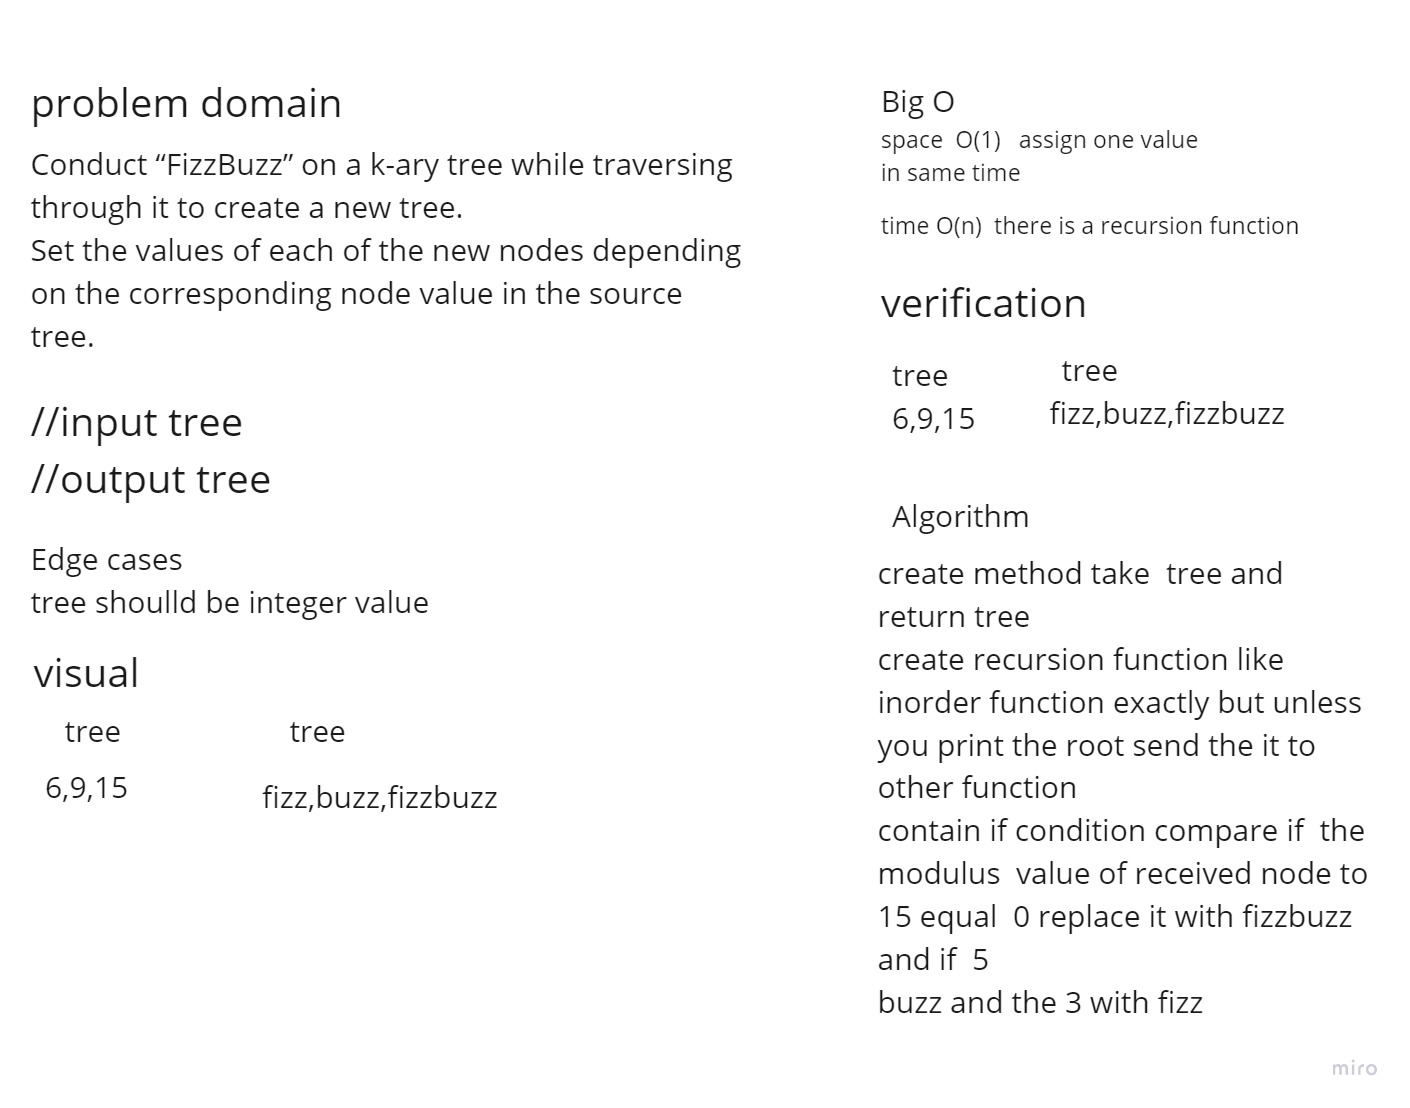 problem domain
Conduct “FizzBuzz” on a k-ary tree while traversing
through it to create a new tree.
Set the values of each of the new nodes depending
on the corresponding node value in the source
tree.
//input tree
//output tree
Edge cases
tree shoulld be integer value
visual
tree tree
6,9,15 fizz,buzz,fizzbuzz
Big O
space O(1) assign one value
in same time
time O(n) there is a recursion function
verification
tree tree
6,9,15 fizz,buzz,fizzbuzz
Algorithm
create method take tree and
return tree
create recursion function like
inorder function exactly but unless
you print the root send the it to
other function
contain if condition compare if the
modulus value of received node to
15 equal 0 replace it with fizzbuzz
and if 5
buzz and the 3 with fizz
miro